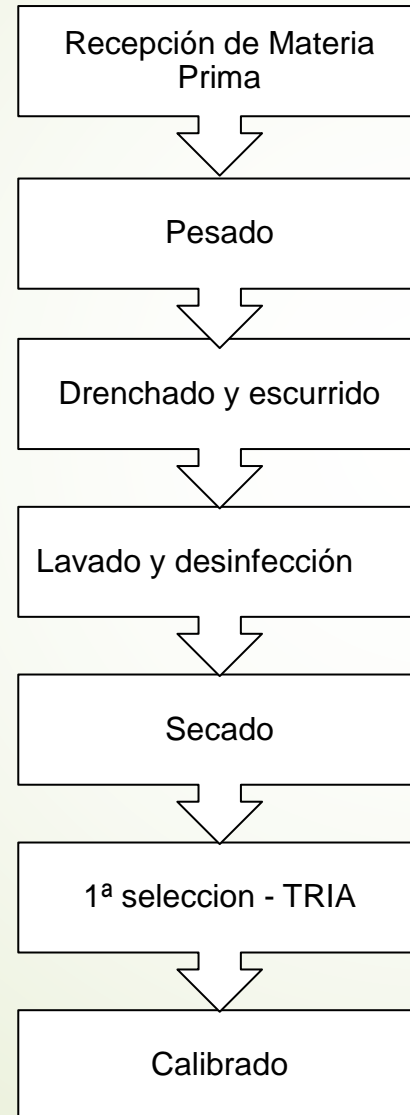 Recepción de Materia
Prima
Pesado
Drenchado y escurrido
Lavado y desinfección
Secado
1ª seleccion - TRIA
Calibrado